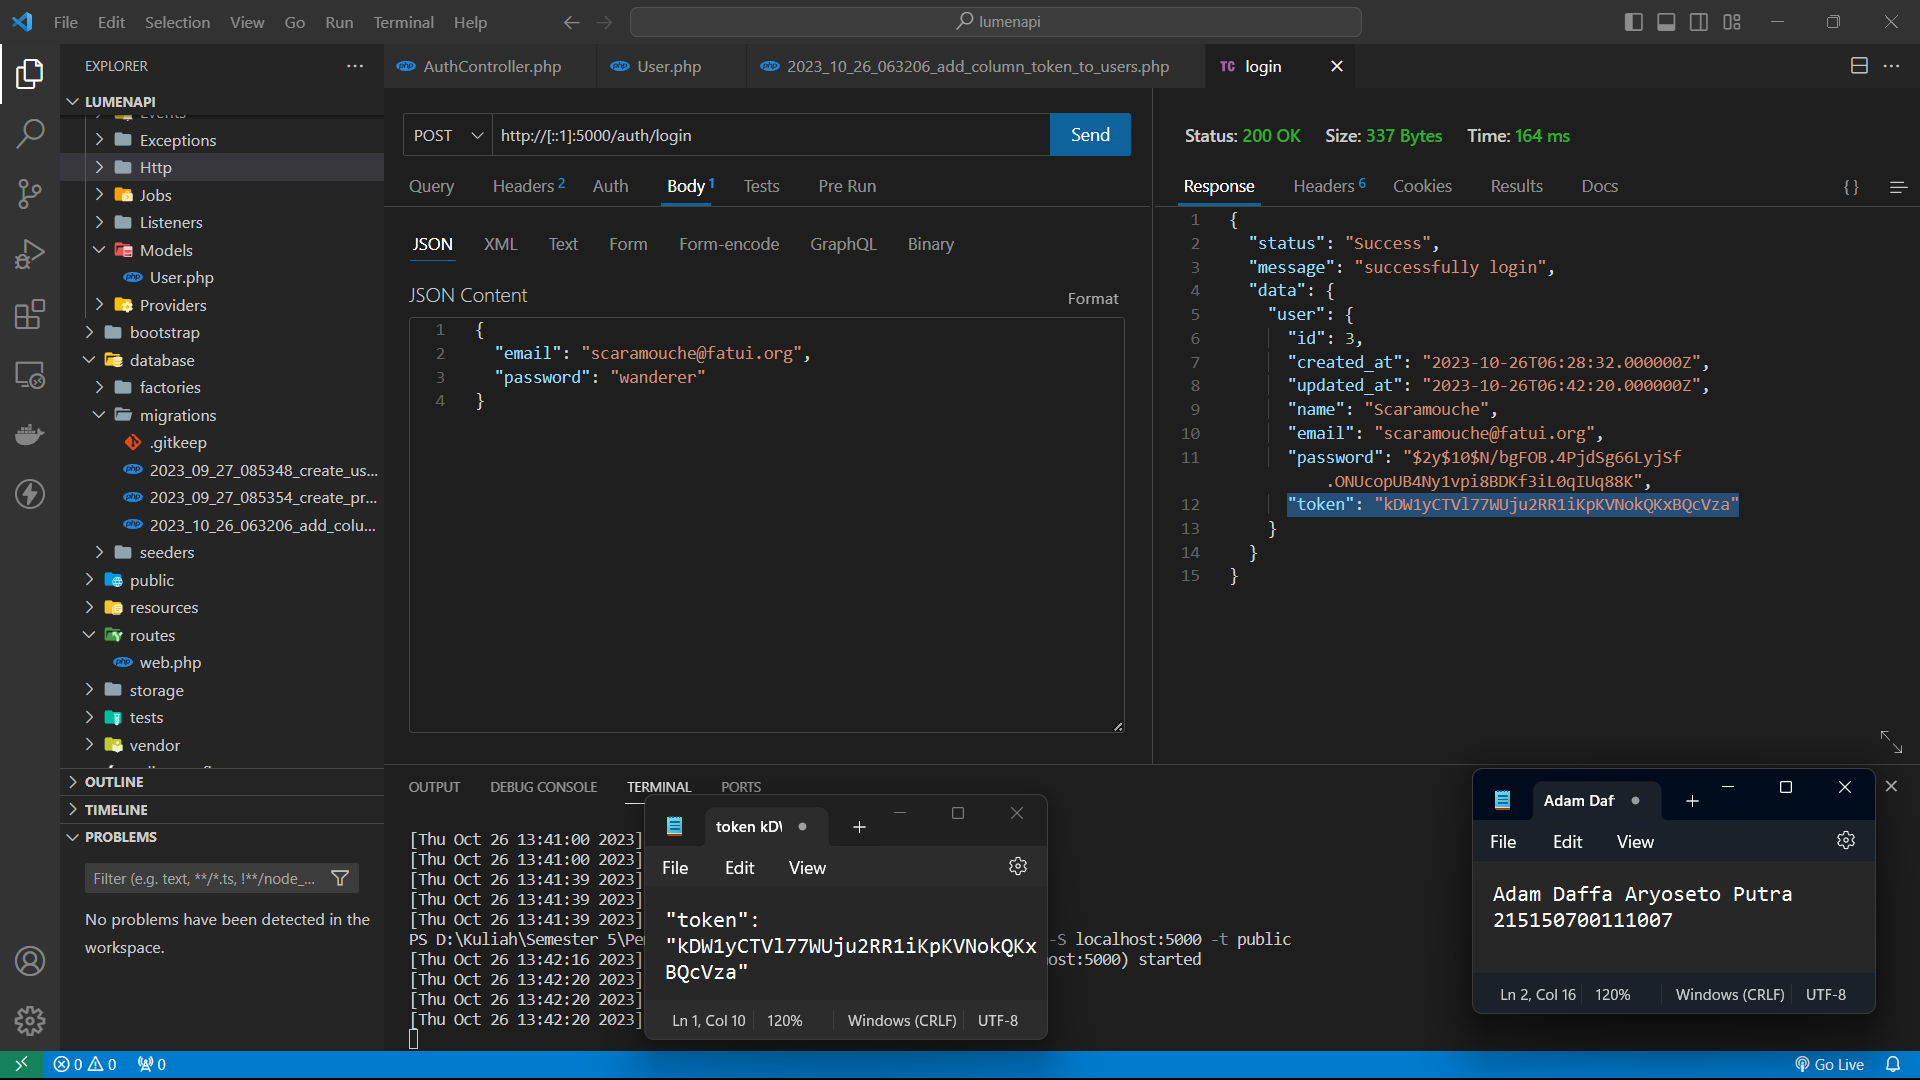 File Edit Selection View Go Run Terminal Help
lumenapi
EXPLORER
LUMENAPI
Events
Exceptions
Http
Jobs
Listeners
Models
User.php
Providers
bootstrap
database
factories
migrations
.gitkeep
2023_09_27_085348_create_us...
2023_09_27_085354_create_pr...
2023_10_26_063206_add_colu...
seeders
public
resources
routes
web.php
storage
tests
vendor
OUTLINE
TIMELINE
PROBLEMS
Filter (e.g. text, **/*.ts, !**/node_...
No problems have been detected in the
workspace.
AuthController.php
User.php
2023_10_26_063206_add_column_token_to_users.php
TC login
POST http://[::1]:5000/auth/login Send
Query Headers 2 Auth Body 1 Tests Pre Run
JSON XML Text Form Form-encode GraphQL Binary
JSON Content
Format
1 {
2 "email": "scaramouche@fatui.org",
3 "password": "wanderer"
4 }
Status: 200 OK Size: 337 Bytes Time: 164 ms
Response Headers 6 Cookies Results Docs { }
1 {
2 "status": "Success",
3 "message": "successfully login",
4 "data": {
5 "user": {
6 "id": 3,
7 "created_at": "2023-10-26T06:28:32.000000Z",
8 "updated_at": "2023-10-26T06:42:20.000000Z",
9 "name": "Scaramouche",
10 "email": "scaramouche@fatui.org",
11 "password": "$2y$10$N/bgFOB.4PjdSg66LyjSf
.ONUcopUB4Ny1vpi8BDKf3iL0qIUq88K",
12 "token": "kDW1yCTVl77WUju2RR1iKpKVNokQKxBQcVza"
13 }
14 }
15 }
OUTPUT DEBUG CONSOLE TERMINAL PORTS
[Thu Oct 26 13:41:00 2023]
[Thu Oct 26 13:41:00 2023]
[Thu Oct 26 13:41:39 2023]
[Thu Oct 26 13:41:39 2023]
[Thu Oct 26 13:41:39 2023]
PS D:\Kuliah\Semester 5\Pe -S localhost:5000 -t public
[Thu Oct 26 13:42:16 2023] ost:5000) started
[Thu Oct 26 13:42:20 2023]
[Thu Oct 26 13:42:20 2023]
[Thu Oct 26 13:42:20 2023]
token kDW
File Edit View
"token":
"kDW1yCTVl77WUju2RR1iKpKVNokQKx
BQcVza"
Ln 1, Col 10 120% Windows (CRLF) UTF-8
Adam Daf
File Edit View
Adam Daffa Aryoseto Putra
215150700111007
Ln 2, Col 16 120% Windows (CRLF) UTF-8
0 0 0
Go Live